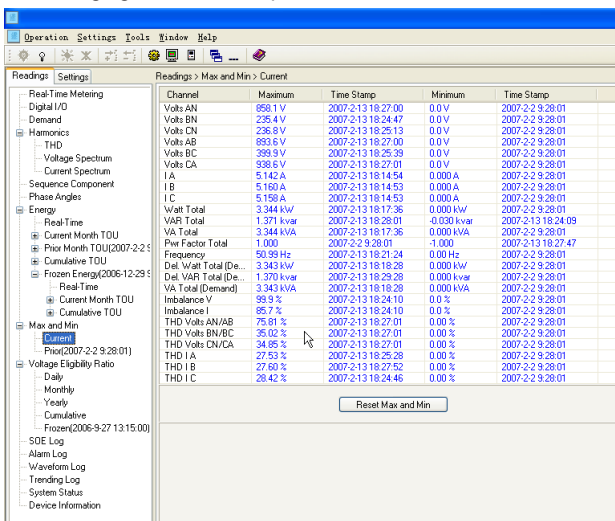 Operation Settings Tools Window Help
Readings Settings
Readings > Max and Min > Current
Real-Time Metering
Digital I/O
Demand
Harmonics
THD
Voltage Spectrum
Current Spectrum
Sequence Component
Phase Angles
Energy
Real-Time
Current Month TOU
Prior Month TOU(2007-2-2 9
Cumulative TOU
Frozen Energy(2006-12-29 9
Real-Time
Current Month TOU
Cumulative TOU
Max and Min
Current
Prior(2007-2-2 9:28:01)
Voltage Eligibility Ratio
Daily
Monthly
Yearly
Cumulative
Frozen(2006-9-27 13:15:00)
SOE Log
Alarm Log
Waveform Log
Trending Log
System Status
Device Information
Channel Maximum Time Stamp Minimum Time Stamp
Volts AN 858.1 V 2007-2-13 18:27:00 0.0 V 2007-2-2 9:28:01
Volts BN 235.4 V 2007-2-13 18:24:47 0.0 V 2007-2-2 9:28:01
Volts CN 236.8 V 2007-2-13 18:25:13 0.0 V 2007-2-2 9:28:01
Volts AB 893.6 V 2007-2-13 18:27:00 0.0 V 2007-2-2 9:28:01
Volts BC 399.9 V 2007-2-13 18:25:39 0.0 V 2007-2-2 9:28:01
Volts CA 938.6 V 2007-2-13 18:27:01 0.0 V 2007-2-2 9:28:01
I A 5.142 A 2007-2-13 18:14:54 0.000 A 2007-2-2 9:28:01
I B 5.160 A 2007-2-13 18:14:53 0.000 A 2007-2-2 9:28:01
I C 5.158 A 2007-2-13 18:14:53 0.000 A 2007-2-2 9:28:01
Watt Total 3.344 kW 2007-2-13 18:17:36 0.000 kW 2007-2-2 9:28:01
VAR Total 1.371 kvar 2007-2-13 18:28:01 -0.030 kvar 2007-2-13 18:24:09
VA Total 3.344 kVA 2007-2-13 18:17:36 0.000 kVA 2007-2-2 9:28:01
Pwr Factor Total 1.000 2007-2-2 9:28:01 -1.000 2007-2-13 18:27:47
Frequency 50.99 Hz 2007-2-13 18:21:24 0.00 Hz 2007-2-2 9:28:01
Del. Watt Total (De... 3.343 kW 2007-2-13 18:18:28 0.000 kW 2007-2-2 9:28:01
Del. VAR Total (De... 1.370 kvar 2007-2-13 18:29:28 0.000 kvar 2007-2-2 9:28:01
VA Total (Demand) 3.343 kVA 2007-2-13 18:18:28 0.000 kVA 2007-2-2 9:28:01
Imbalance V 99.9 % 2007-2-13 18:24:10 0.0 % 2007-2-2 9:28:01
Imbalance I 85.7 % 2007-2-13 18:24:10 0.0 % 2007-2-2 9:28:01
THD Volts AN/AB 75.81 % 2007-2-13 18:27:01 0.00 % 2007-2-2 9:28:01
THD Volts BN/BC 35.02 % 2007-2-13 18:27:01 0.00 % 2007-2-2 9:28:01
THD Volts CN/CA 34.85 % 2007-2-13 18:27:01 0.00 % 2007-2-2 9:28:01
THD I A 27.53 % 2007-2-13 18:25:28 0.00 % 2007-2-2 9:28:01
THD I B 27.60 % 2007-2-13 18:27:52 0.00 % 2007-2-2 9:28:01
THD I C 28.42 % 2007-2-13 18:24:46 0.00 % 2007-2-2 9:28:01
Reset Max and Min